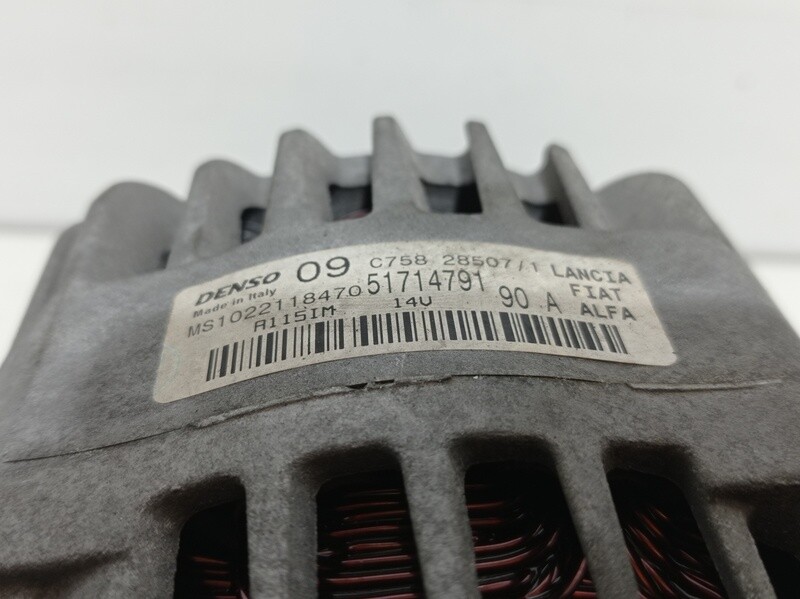 DENSO 09 C758 28507/1 LANCIA
Made in Italy 51714791 FIAT
MS1022118470 14V 90 A ALFA
A115IM